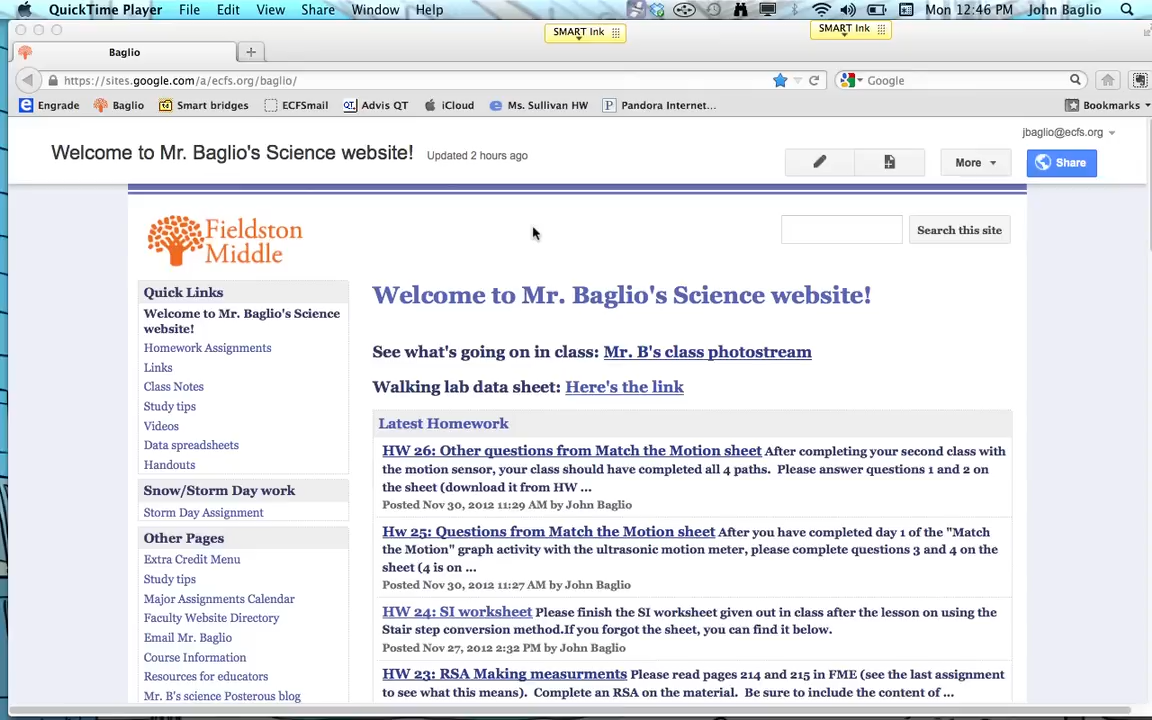 QuickTime Player File Edit View Share Window Help Mon 12:46 PM John Baglio
SMART Ink
SMART Ink
Baglio
https://sites.google.com/a/ecfs.org/baglio/
Google
Engrade Baglio Smart bridges ECFSmail Advis QT iCloud Ms. Sullivan HW Pandora Internet... Bookmarks
jbaglio@ecfs.org
Welcome to Mr. Baglio's Science website! Updated 2 hours ago
More Share
Fieldston
Middle
Search this site
Quick Links
Welcome to Mr. Baglio's Science
website!
Homework Assignments
Links
Class Notes
Study tips
Videos
Data spreadsheets
Handouts
Snow/Storm Day work
Storm Day Assignment
Other Pages
Extra Credit Menu
Study tips
Major Assignments Calendar
Faculty Website Directory
Email Mr. Baglio
Course Information
Resources for educators
Mr. B's science Posterous blog
Welcome to Mr. Baglio's Science website!
See what's going on in class: Mr. B's class photostream
Walking lab data sheet: Here's the link
Latest Homework
HW 26: Other questions from Match the Motion sheet After completing your second class with
the motion sensor, your class should have completed all 4 paths. Please answer questions 1 and 2 on
the sheet (download it from HW ...
Posted Nov 30, 2012 11:29 AM by John Baglio
Hw 25: Questions from Match the Motion sheet After you have completed day 1 of the "Match
the Motion" graph activity with the ultrasonic motion meter, please complete questions 3 and 4 on the
sheet (4 is on ...
Posted Nov 30, 2012 11:27 AM by John Baglio
HW 24: SI worksheet Please finish the SI worksheet given out in class after the lesson on using the
Stair step conversion method.If you forgot the sheet, you can find it below.
Posted Nov 27, 2012 2:32 PM by John Baglio
HW 23: RSA Making measurments Please read pages 214 and 215 in FME (see the last assignment
to see what this means). Complete an RSA on the material. Be sure to include the content of ...